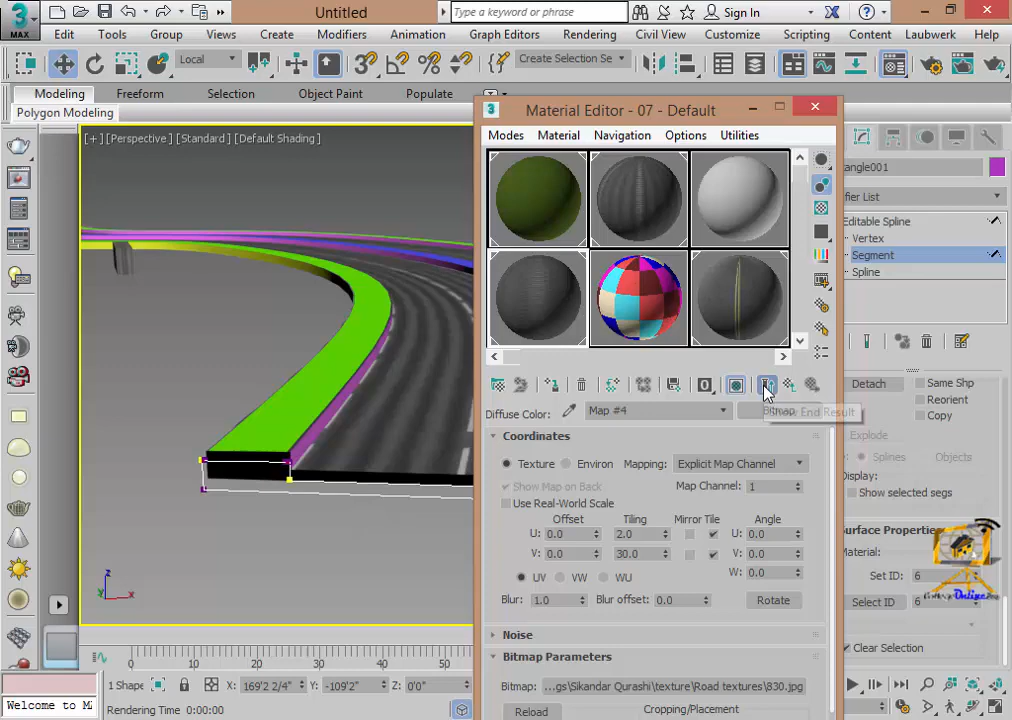 3 MAX Untitled Type a keyword or phrase Sign In
Edit Tools Group Views Create Modifiers Animation Graph Editors Rendering Civil View Customize Scripting Content Laubwerk Help
Local Create Selection Se
Modeling Freeform Selection Object Paint Populate
Polygon Modeling
3 Material Editor - 07 - Default
[+] [Perspective] [Standard] [Default Shading]
Modes Material Navigation Options Utilities
angle001
ifier List
Editable Spline
Vertex
Segment
Spline
Diffuse Color: Map #4
Show End Result
Detach Same Shp
Reorient
Copy
Explode
Splines Objects
Display:
Show selected segs
Coordinates
Texture Environ Mapping: Explicit Map Channel
Show Map on Back Map Channel: 1
Use Real-World Scale
Offset Tiling Mirror Tile Angle
U: 0.0 2.0 U: 0.0
V: 0.0 30.0 V: 0.0
W: 0.0
UV VW WU
Blur: 1.0 Blur offset: 0.0 Rotate
Surface Properties
Material:
Set ID: 6
Select ID 6
Clear Selection
Noise
Bitmap Parameters
Bitmap: ...gs\Sikandar Qurashi\texture\Road textures\830.jpg
Reload Cropping/Placement
z
x
0 10 20 30 40 50
1 Shape X: 169'2 2/4" Y: -109'2" Z: 0'0"
Welcome to M Rendering Time 0:00:00